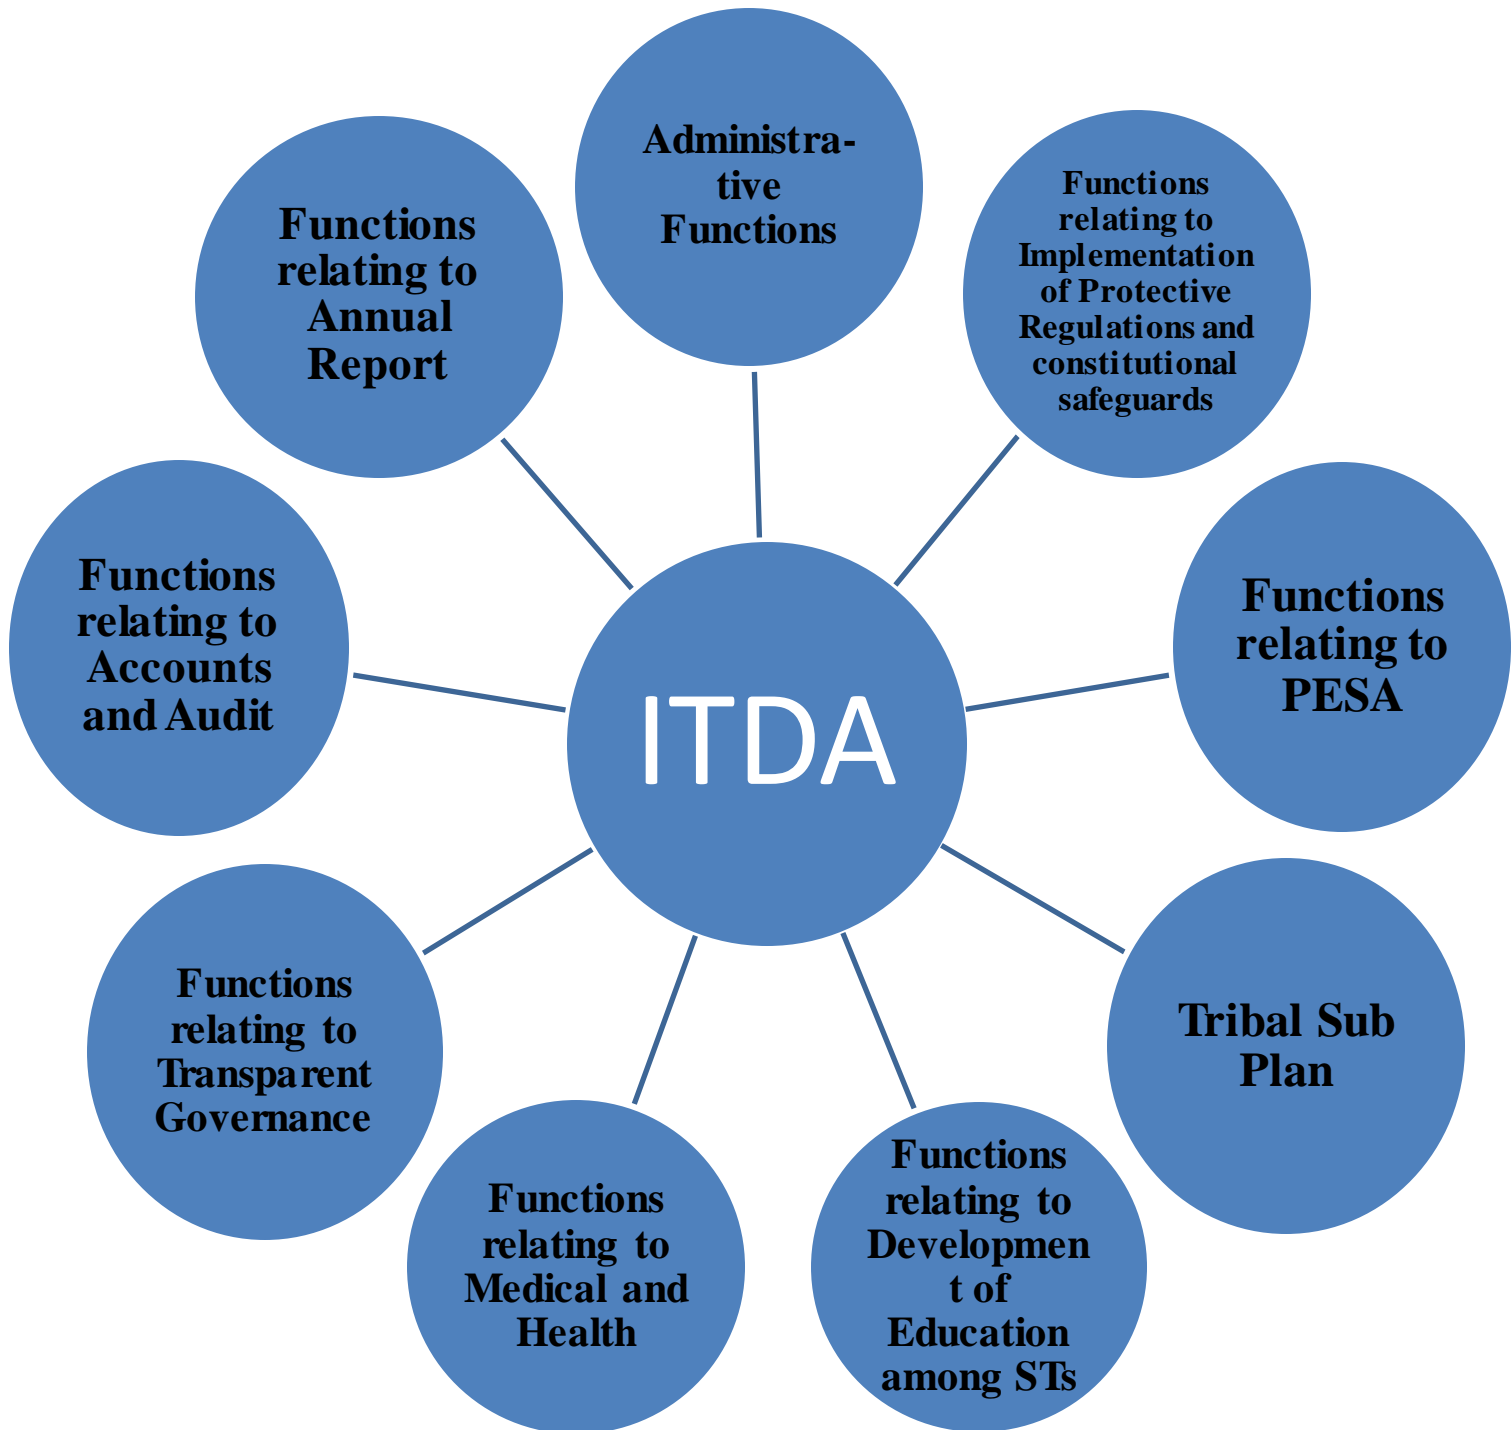 Administra-
tive
Functions
Functions
relating to
Implementation
of Protective
Regulations and
constitutional
safeguards
Functions
relating to
PESA
Tribal Sub
Plan
Functions
relating to
Developmen
t of
Education
among STs
Functions
relating to
Medical and
Health
Functions
relating to
Transparent
Governance
Functions
relating to
Accounts
and Audit
Functions
relating to
Annual
Report
ITDA